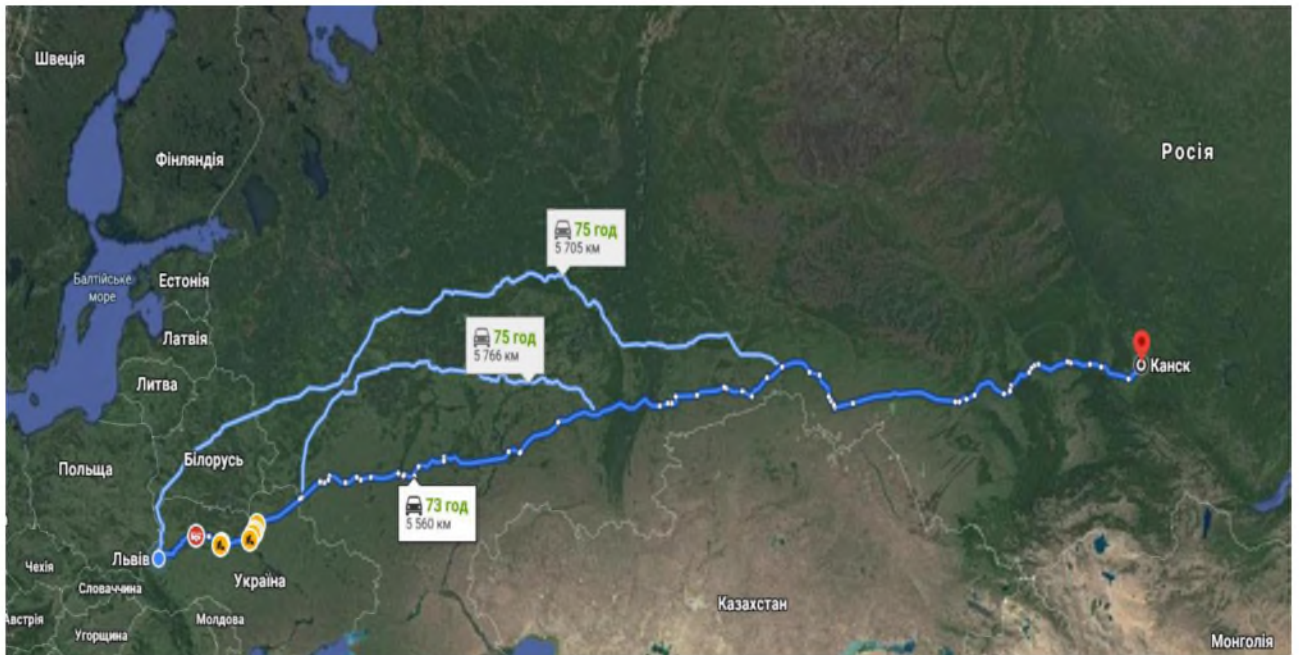 Швеція
Фінляндія
Росія
75 год
5 705 км
Балтійське
море
Естонія
Латвія
75 год
5 766 км
Литва
Канск
Польща
Білорусь
73 год
5 560 км
Львів
Україна
Чехія
Словаччина
Австрія
Угорщина
Молдова
Казахстан
Монголія